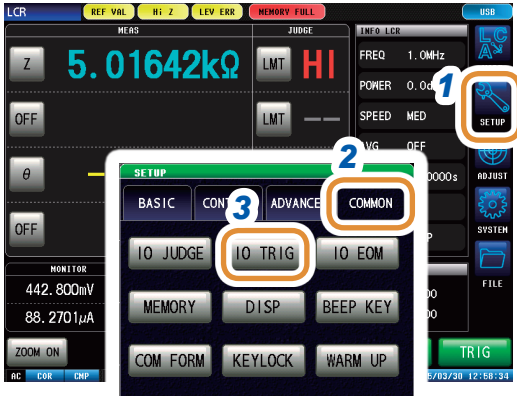 LCR REF VAL Hi Z LEV ERR MEMORY FULL USB
MEAS JUDGE INFO LCR
Z 5.01642kΩ LMT HI FREQ 1.0MHz
POWER 0.0d
1
OFF LMT -- SPEED MED SETUP
2
AVG OFF
θ 0000s ADJUST
SETUP
BASIC CONT 3 ADVANCE COMMON
OFF P SYSTEM
IO JUDGE IO TRIG IO EOM
MONITOR
442.800mV 00 FILE
MEMORY DISP BEEP KEY
88.2701μA 00
ZOOM ON TRIG
COM FORM KEYLOCK WARM UP
AC COR CMP 5/03/30 12:58:34